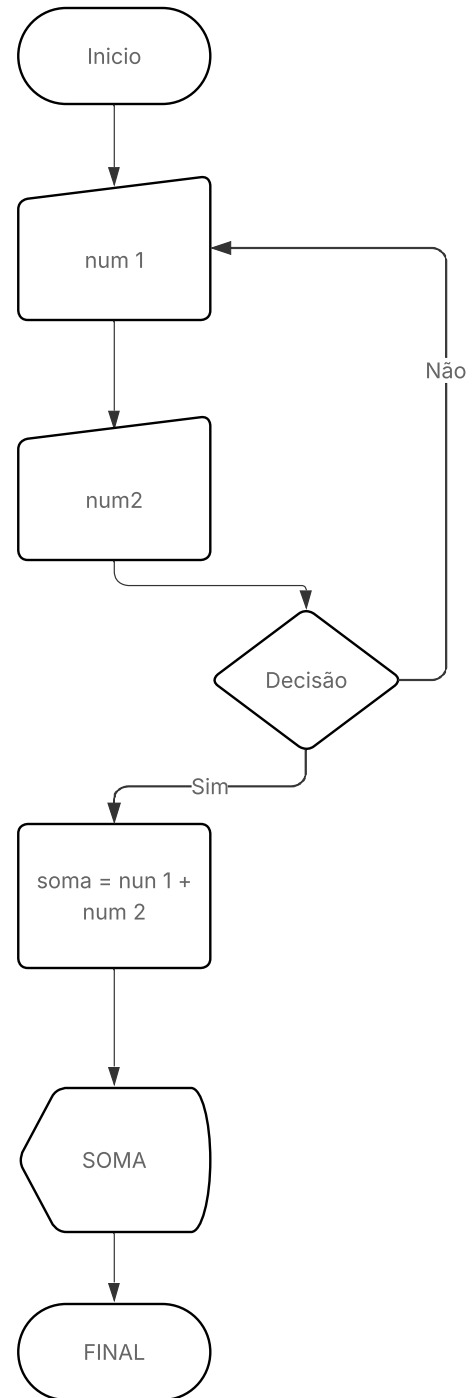 Inicio
num 1
Não
num2
Decisão
Sim
soma = nun 1 +
num 2
SOMA
FINAL